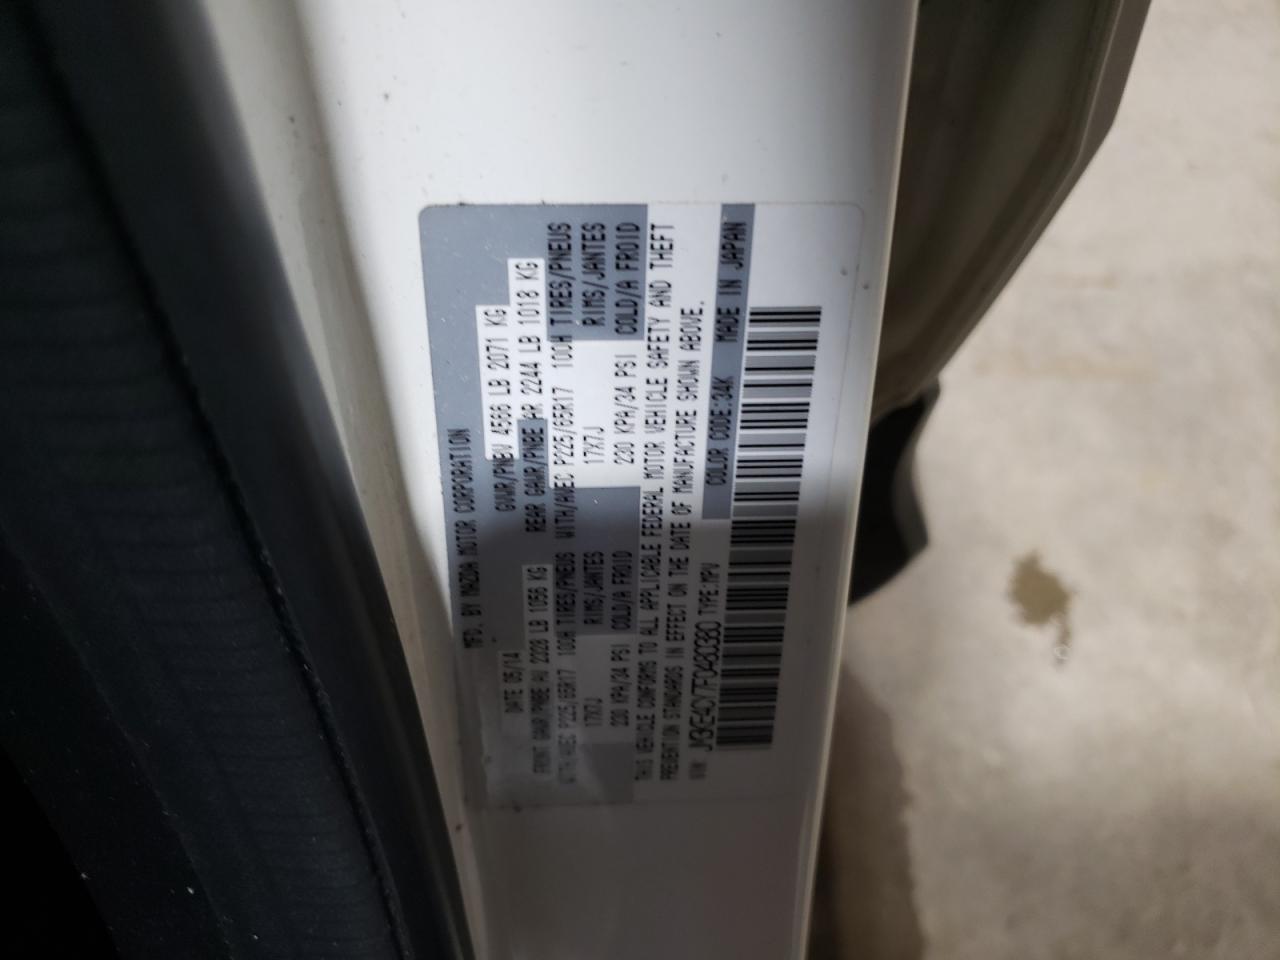 MFD. BY MAZDA MOTOR CORPORATION
DATE 05/14 GVWR/PNBV 4566 LB 2071 KG
FRONT GAWR/PNBE AV 2328 LB 1056 KG REAR GAWR/PNBE AR 2244 LB 1018 KG
WITH/AVEC P225/65R17 100H TIRES/PNEUS WITH/AVEC P225/65R17 100H TIRES/PNEUS
17X7J RIMS/JANTES 17X7J RIMS/JANTES
230 KPA/34 PSI COLD/A FROID 230 KPA/34 PSI COLD/A FROID
THIS VEHICLE CONFORMS TO ALL APPLICABLE FEDERAL MOTOR VEHICLE SAFETY AND THEFT
PREVENTION STANDARDS IN EFFECT ON THE DATE OF MANUFACTURE SHOWN ABOVE.
VIN: JM3KE4CY7F0480380 TYPE:MPV COLOR CODE:34K MADE IN JAPAN